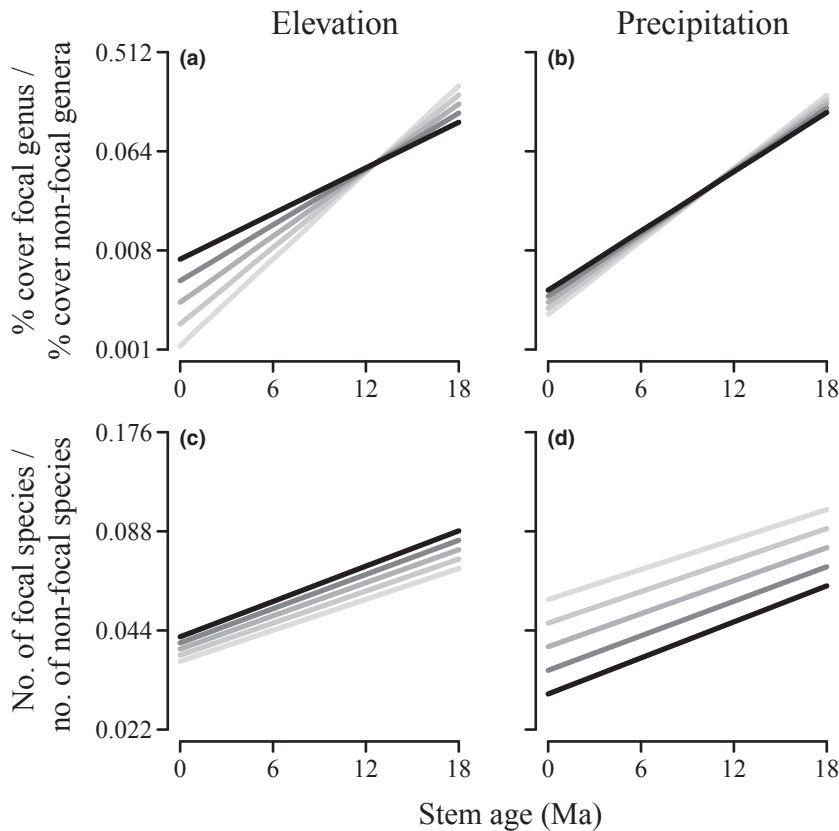 Elevation
Precipitation
(a)
(b)
% cover focal genus /
% cover non-focal genera
0.512
0.064
0.008
0.001
0
6
12
18
0
6
12
18
(c)
(d)
No. of focal species /
no. of non-focal species
0.176
0.088
0.044
0.022
0
6
12
18
0
6
12
18
Stem age (Ma)